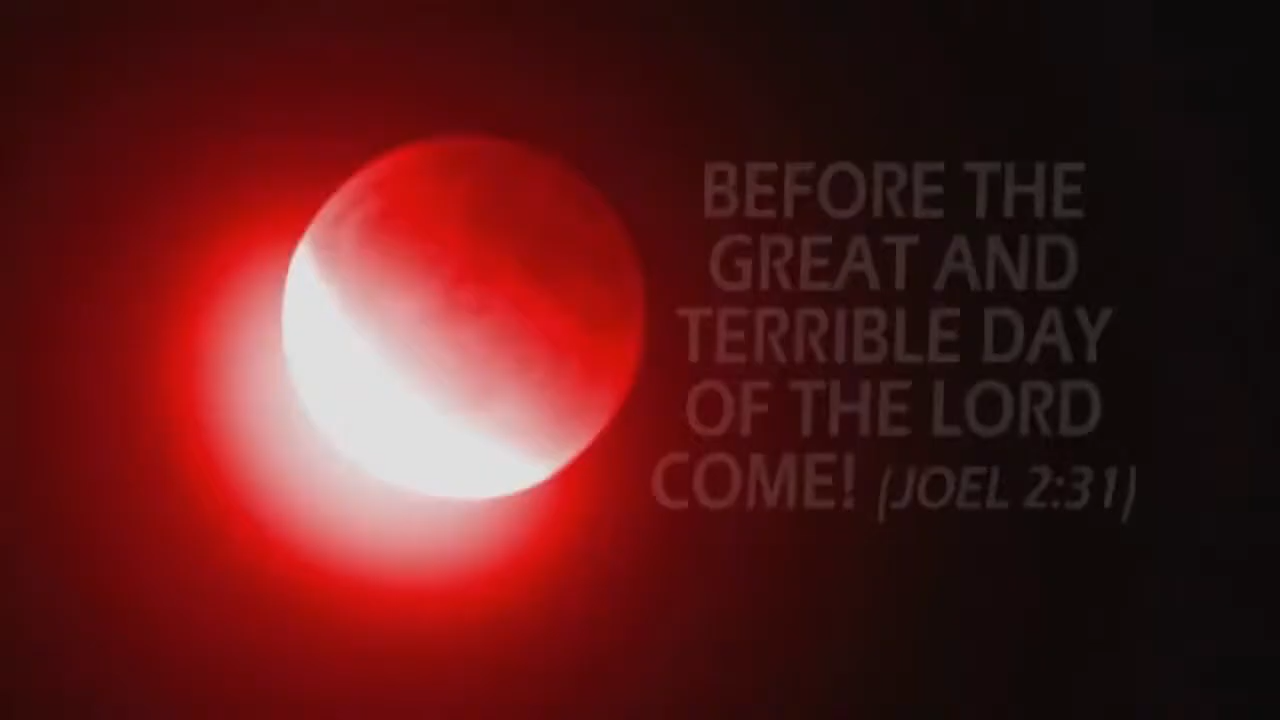 BEFORE THE
GREAT AND
TERRIBLE DAY
OF THE LORD
COME! (JOEL 2:31)